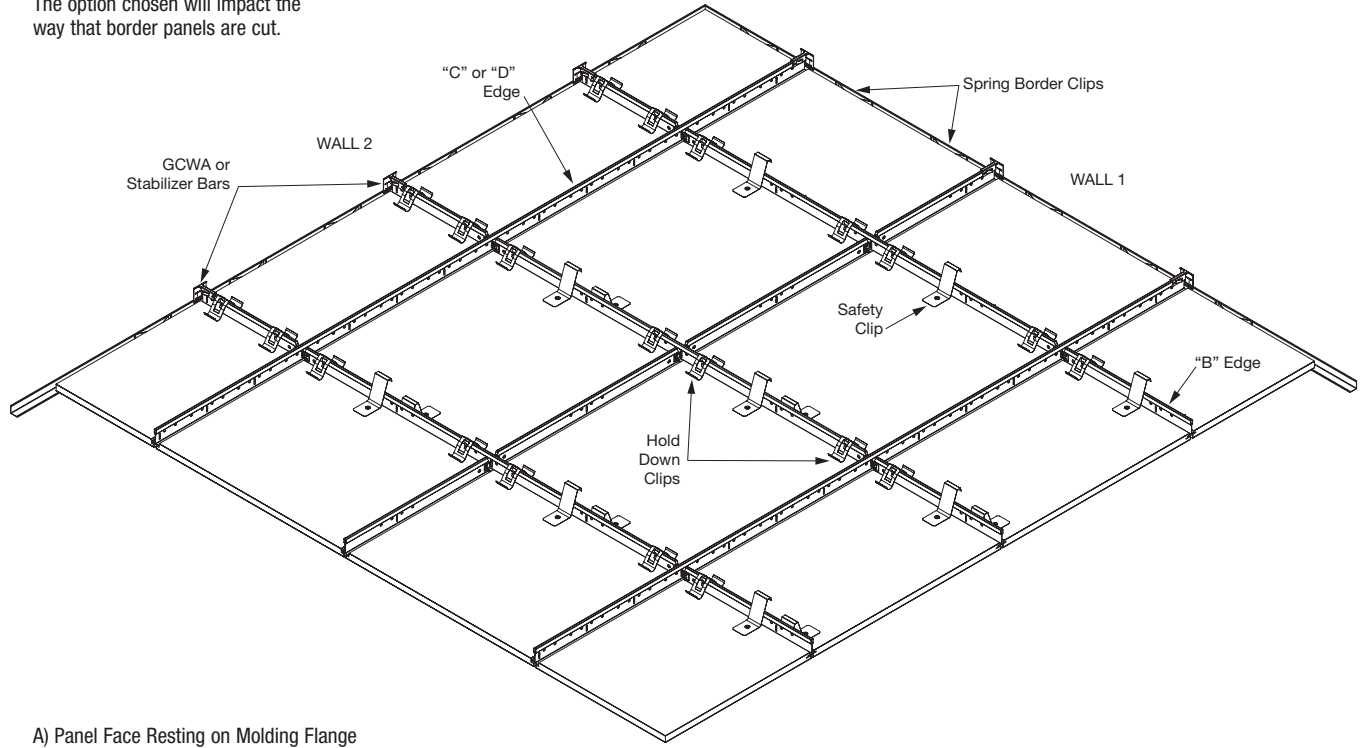 The option chosen will impact the
way that border panels are cut.
“C” or “D”
Edge
Spring Border Clips
WALL 2
GCWA or
Stabilizer Bars
WALL 1
Safety
Clip
“B” Edge
Hold
Down
Clips
A) Panel Face Resting on Molding Flange